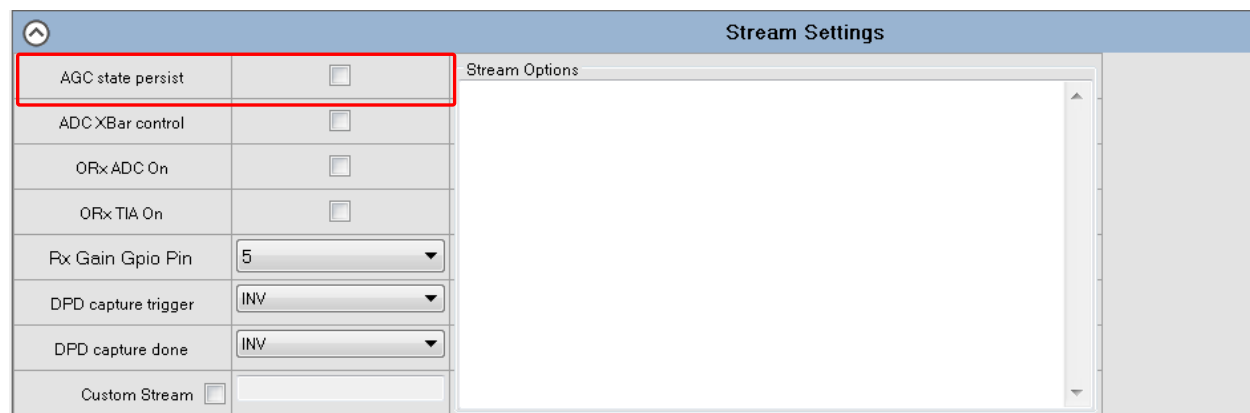 Stream Settings
AGC state persist
Stream Options
ADC XBar control
ORx ADC On
ORx TIA On
Rx Gain Gpio Pin
5
DPD capture trigger
INV
DPD capture done
INV
Custom Stream